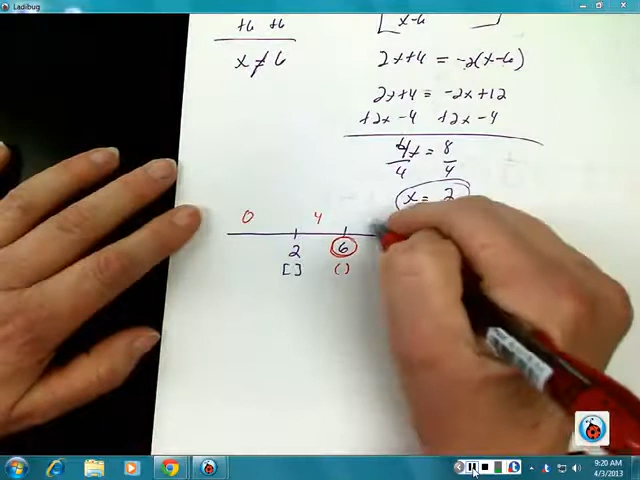 Ladibug
+6 +6
x ≠ 6
x-6
2x+4 = -2(x-6)
2x+4 = -2x+12
+2x -4 +2x -4
4x = 8
4 4
x = 2
0 4
2 6
[ ] ( )
9:20 AM
4/3/2013